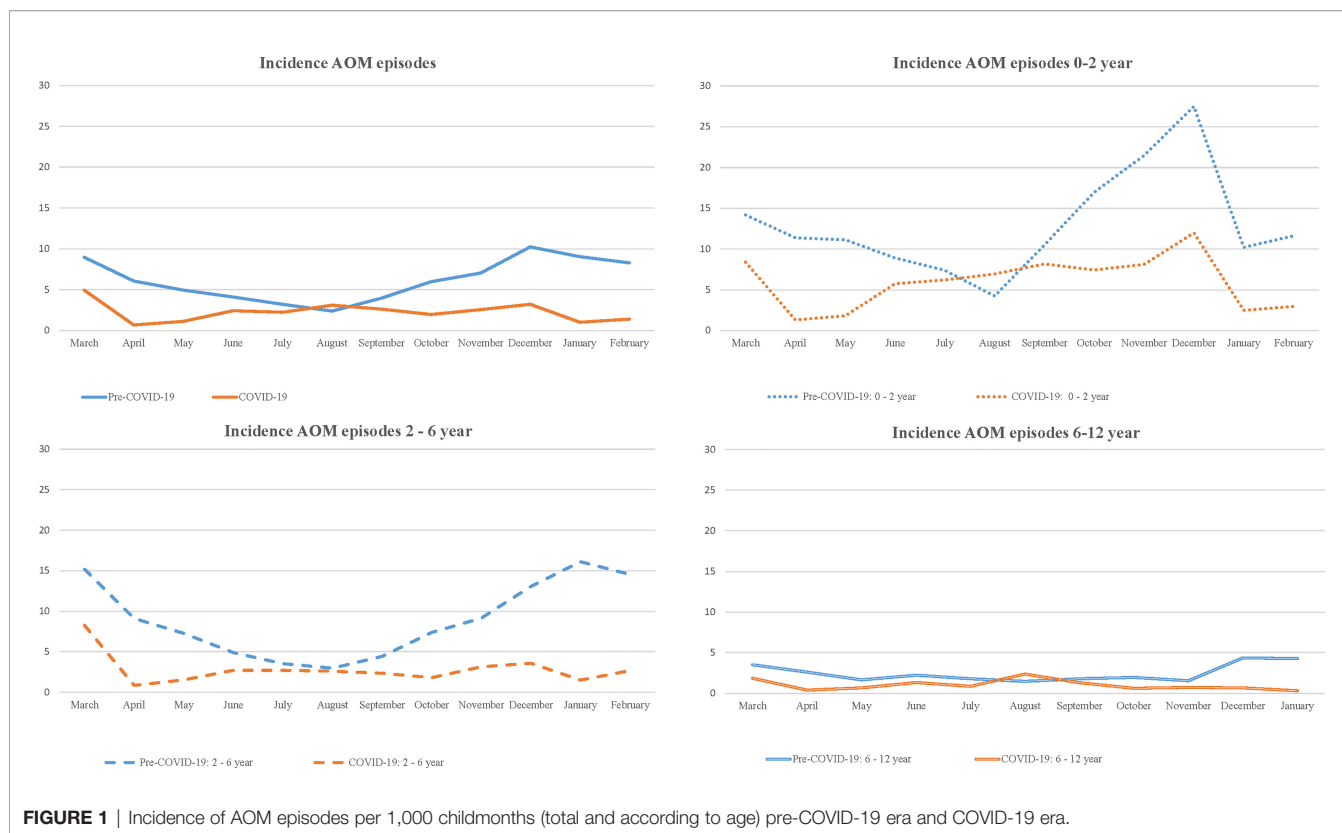 Incidence AOM episodes
30
25
20
15
10
5
0
March April May June July August September October November December January February
Pre-COVID-19 COVID-19
Incidence AOM episodes 0-2 year
30
25
20
15
10
5
0
March April May June July August September October November December January February
Pre-COVID-19: 0 - 2 year COVID-19: 0 - 2 year
Incidence AOM episodes 2 - 6 year
30
25
20
15
10
5
0
March April May June July August September October November December January February
Pre-COVID-19: 2 - 6 year COVID-19: 2 - 6 year
Incidence AOM episodes 6-12 year
30
25
20
15
10
5
0
March April May June July August September October November December January
Pre-COVID-19: 6 - 12 year COVID-19: 6 - 12 year
FIGURE 1 | Incidence of AOM episodes per 1,000 childmonths (total and according to age) pre-COVID-19 era and COVID-19 era.